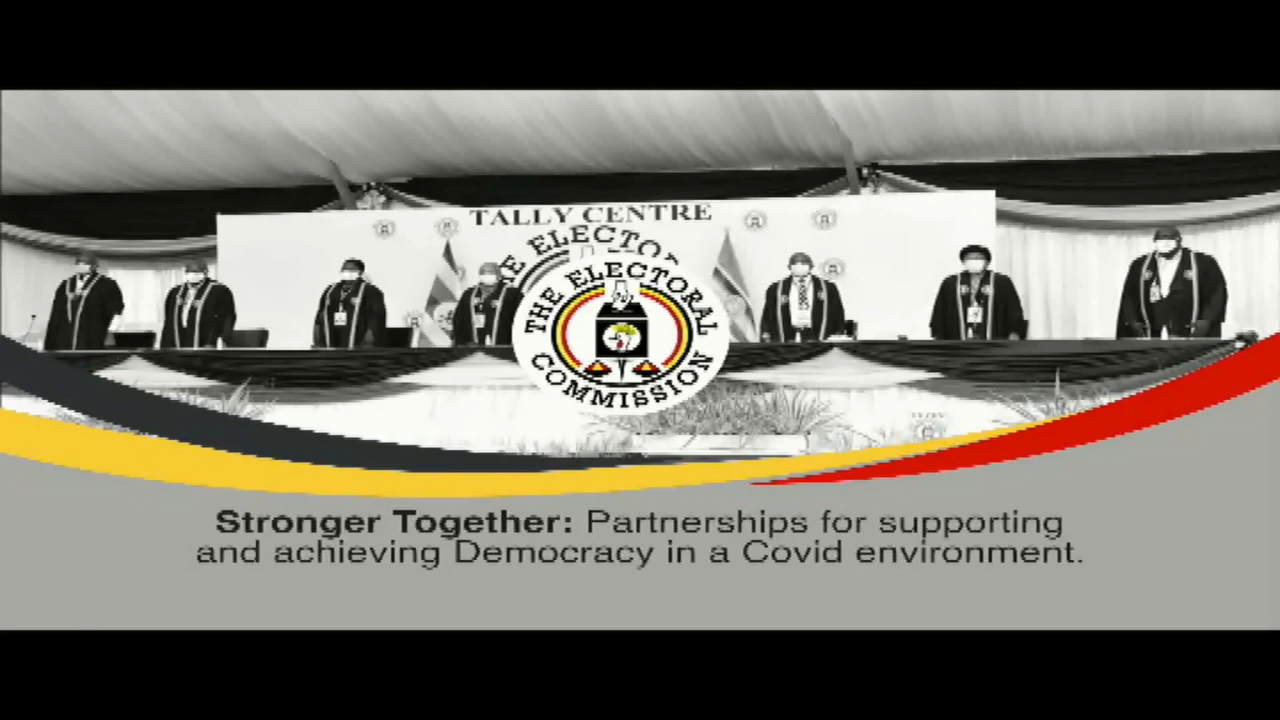 TALLY CENTRE
THE ELECTORAL
COMMISSION
Stronger Together: Partnerships for supporting
and achieving Democracy in a Covid environment.